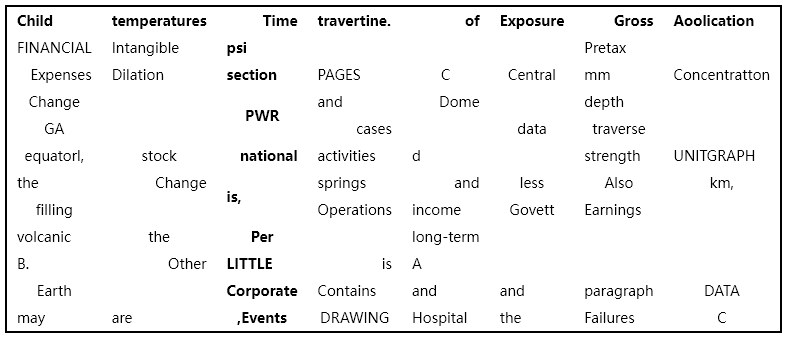 Child temperatures Time travertine. of Exposure Gross Aoolication
FINANCIAL Intangible psi Pretax
Expenses Dilation section PAGES C Central mm Concentratton
Change and Dome depth
PWR
GA cases data traverse
equatorl, stock national activities d strength UNITGRAPH
the Change springs and less Also km,
is,
filling Operations income Govett Earnings
volcanic the Per long-term
B. Other LITTLE is A
Earth Corporate Contains and and paragraph DATA
may are ,Events DRAWING Hospital the Failures C